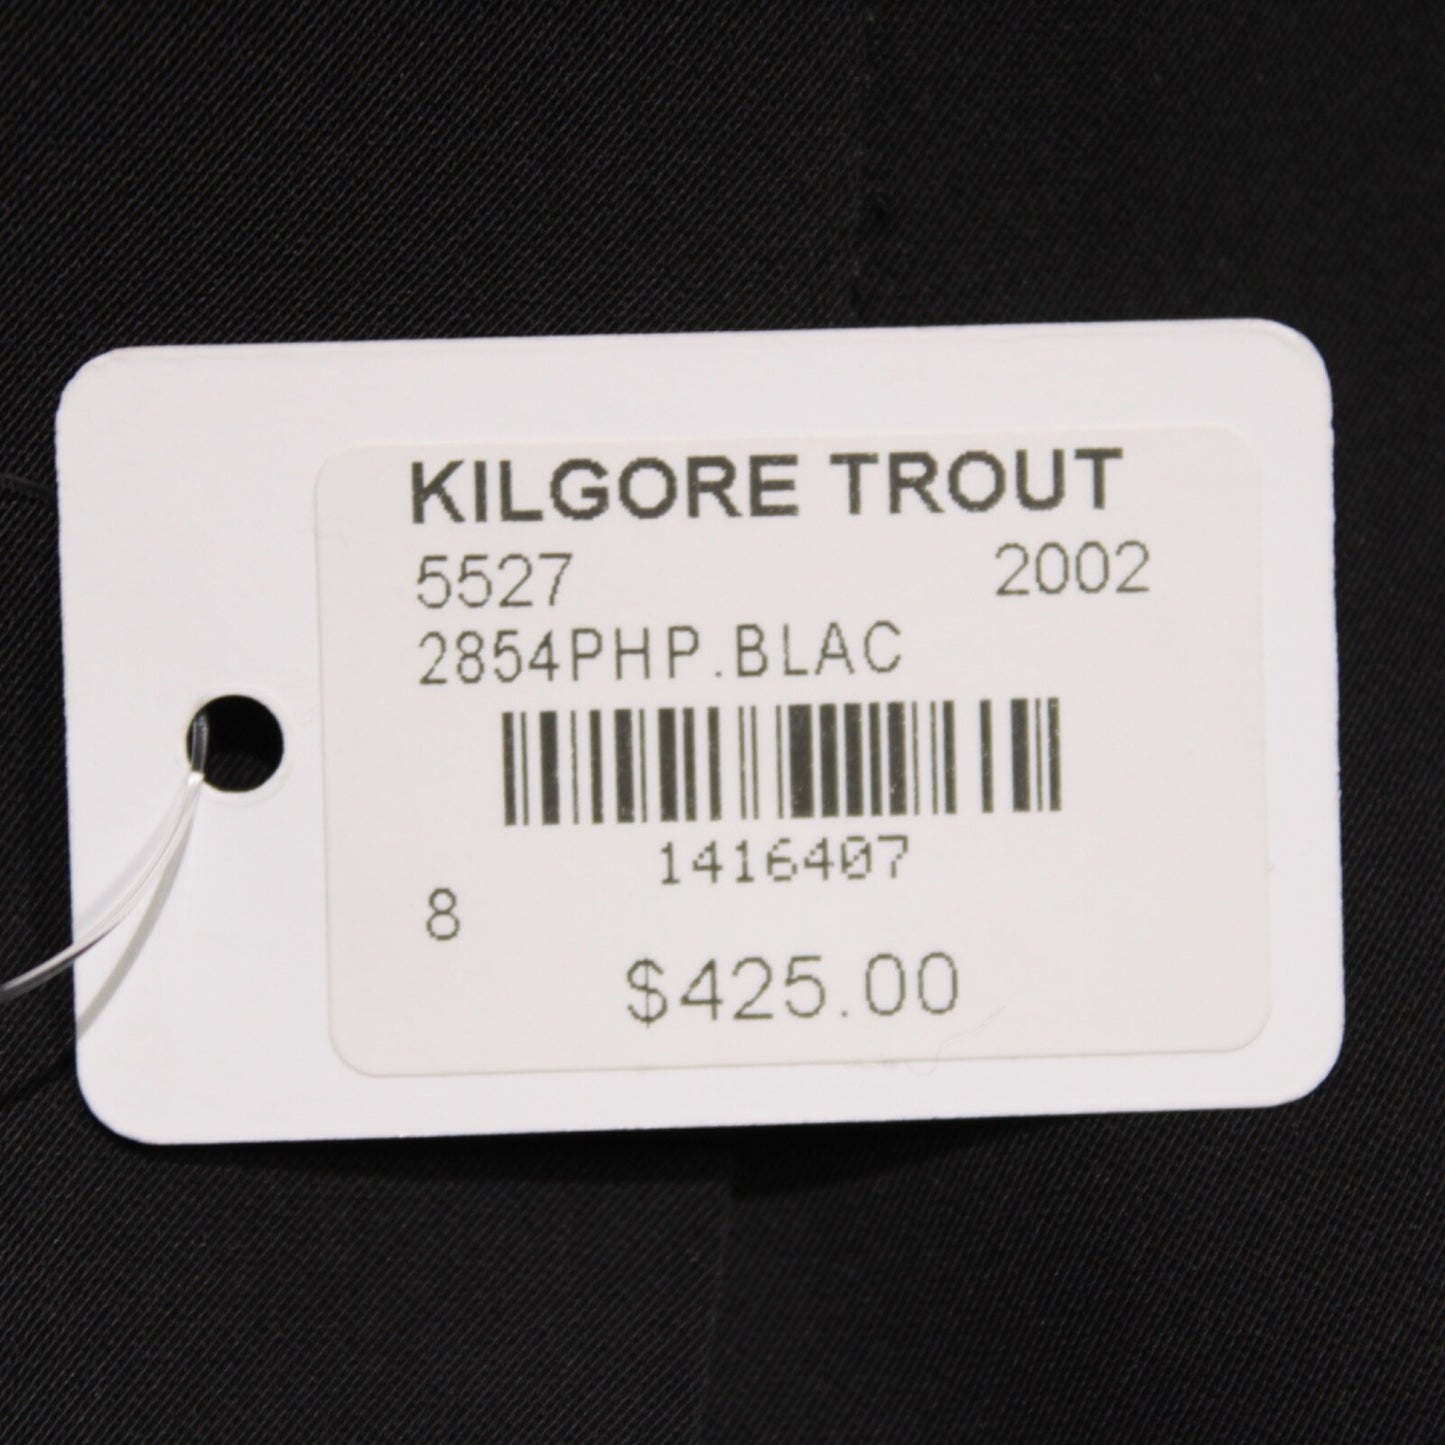 KILGORE TROUT
5527 2002
2854PHP.BLAC
1416407
8
$425.00